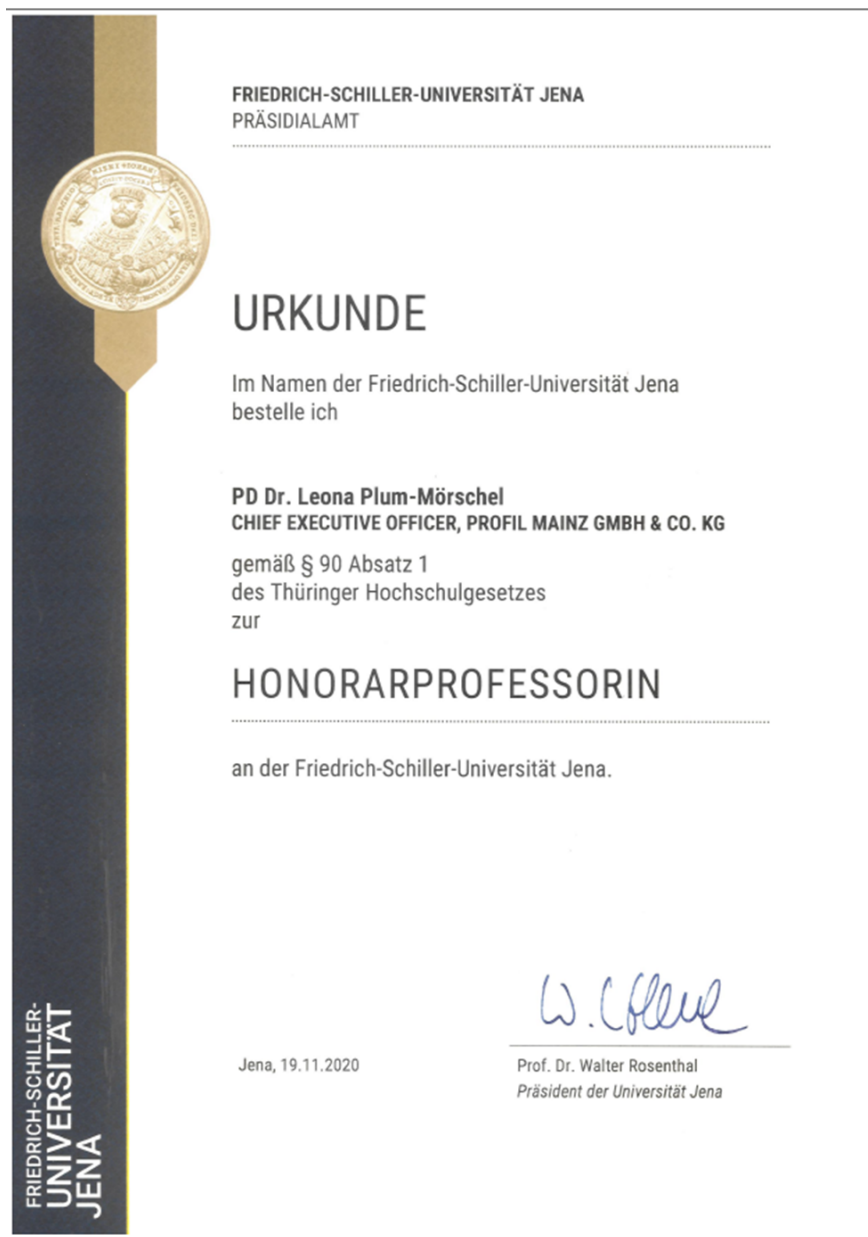 FRIEDRICH-SCHILLER-UNIVERSITÄT JENA
PRÄSIDIALAMT
URKUNDE
Im Namen der Friedrich-Schiller-Universität Jena
bestelle ich
PD Dr. Leona Plum-Mörschel
CHIEF EXECUTIVE OFFICER, PROFIL MAINZ GMBH & CO. KG
gemäß § 90 Absatz 1
des Thüringer Hochschulgesetzes
zur
HONORARPROFESSORIN
an der Friedrich-Schiller-Universität Jena.
Jena, 19.11.2020
Prof. Dr. Walter Rosenthal
Präsident der Universität Jena
FRIEDRICH-SCHILLER-
UNIVERSITÄT
JENA